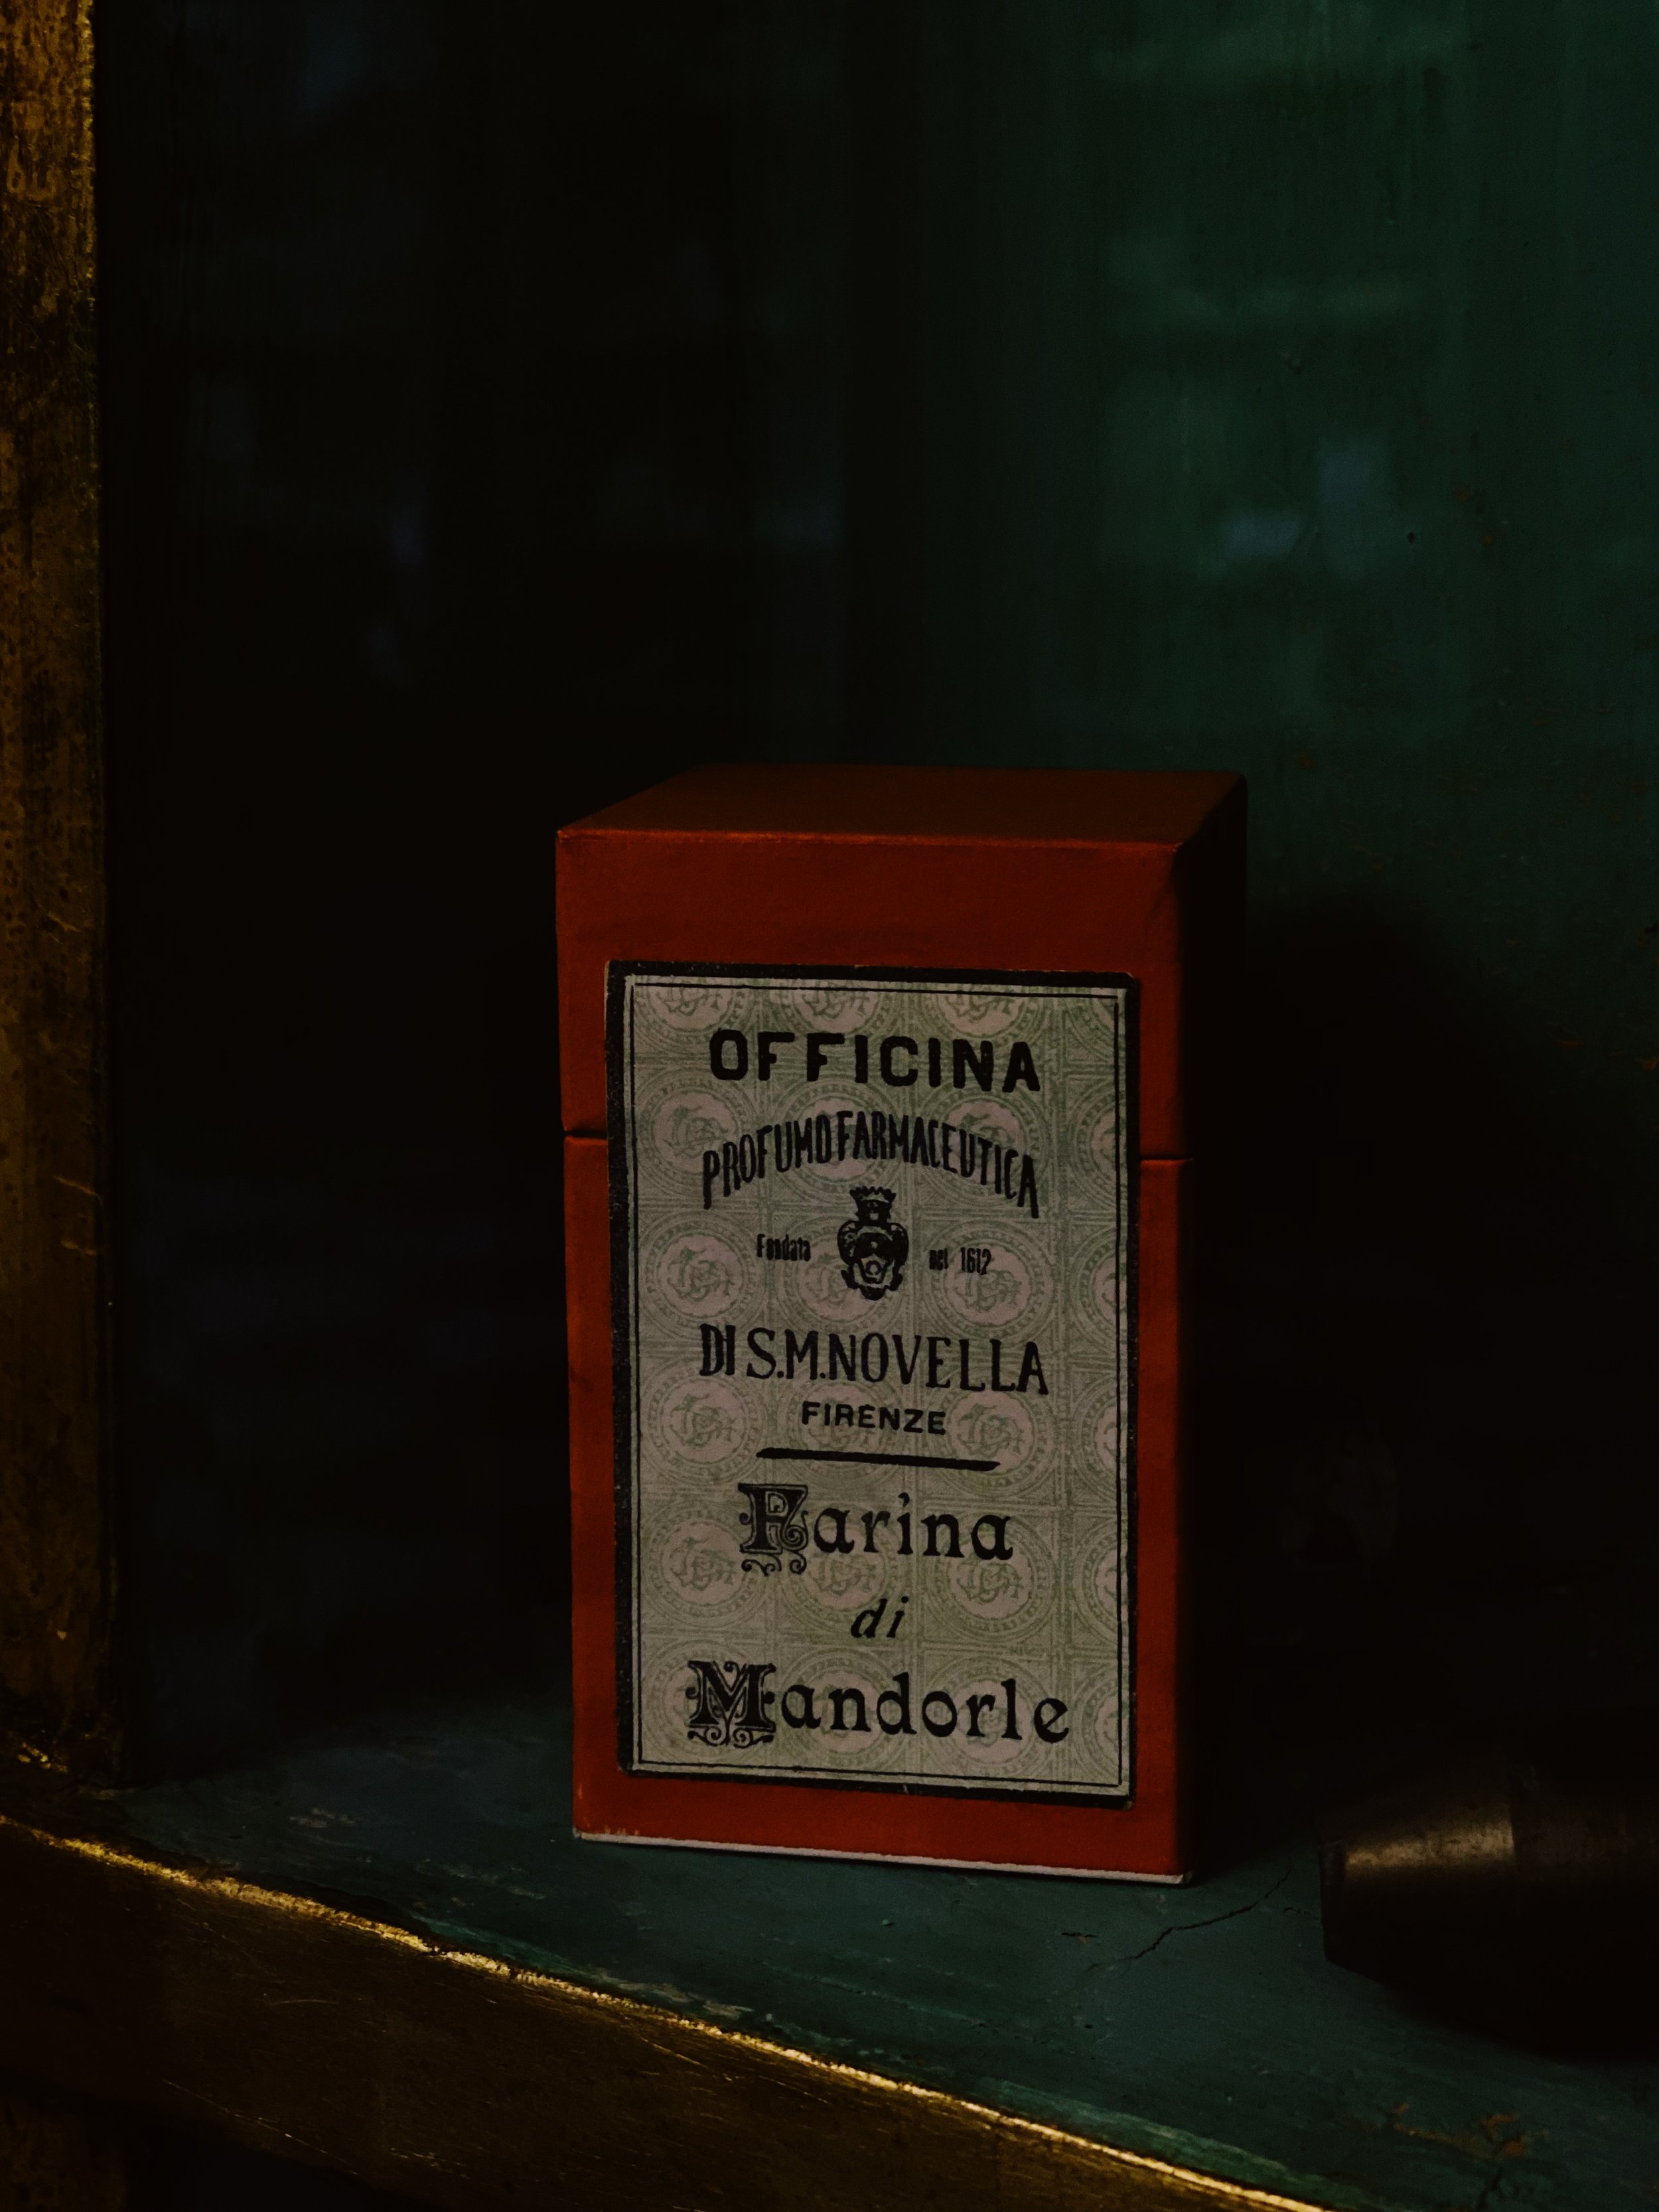 OFFICINA
PROFUMO FARMACEUTICA
Fondata nel 1612
DI S.M.NOVELLA
FIRENZE
Farina
di
Mandorle